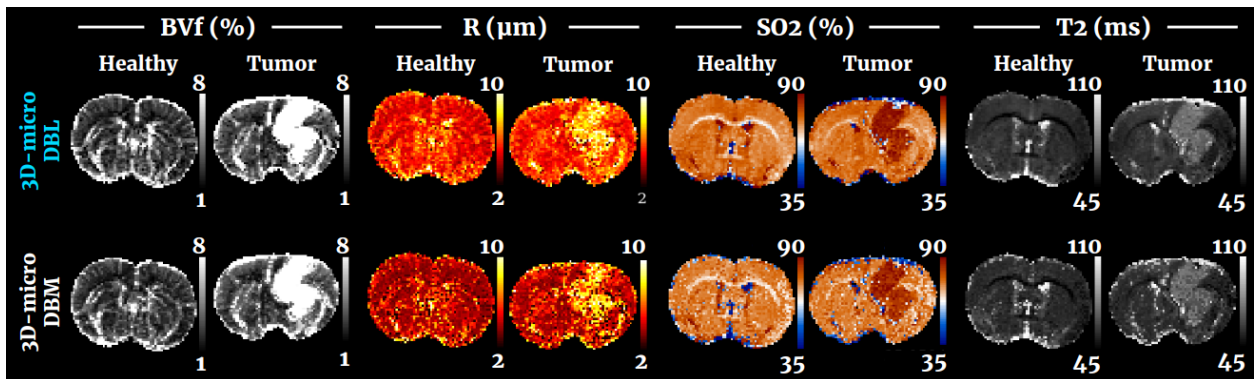 BVf (%) R (µm) SO2 (%) T2 (ms)
Healthy Tumor Healthy Tumor Healthy Tumor Healthy Tumor
3D-micro
DBL
8 8 10 10 90 90 110 110
1 1 2 2 35 35 45 45
3D-micro
DBM
8 8 10 10 90 90 110 110
1 1 2 2 35 35 45 45